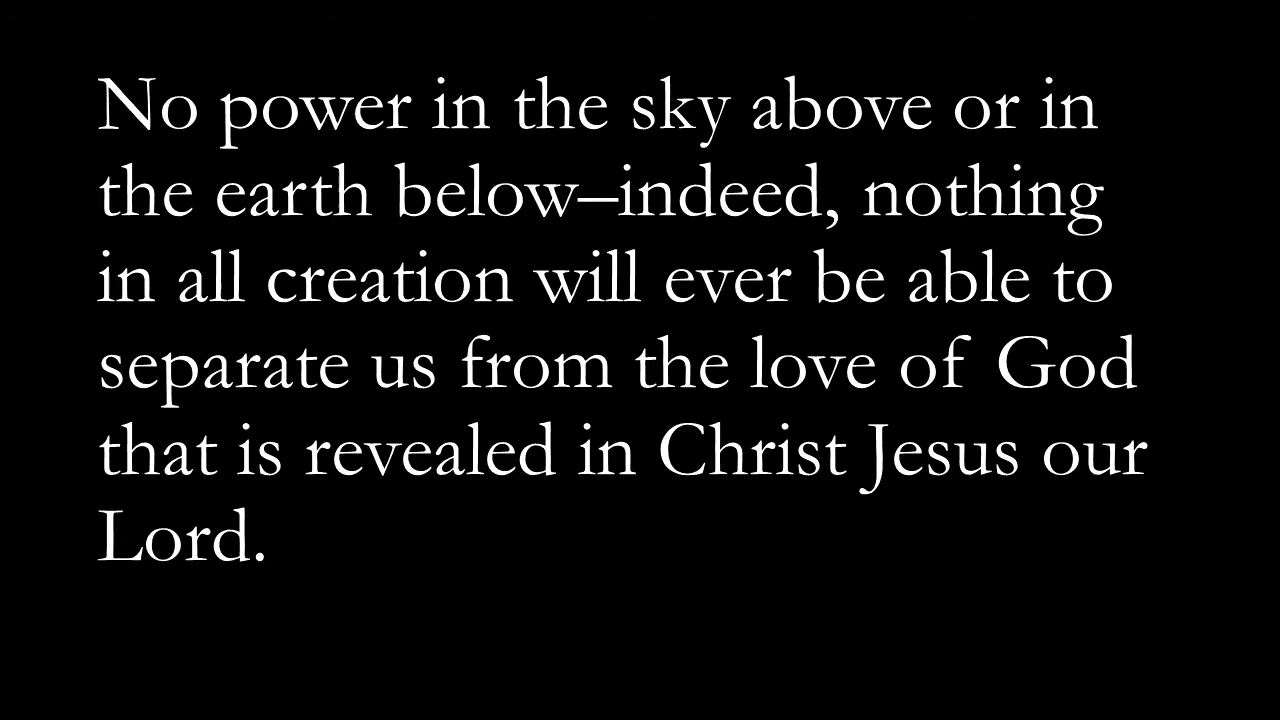 No power in the sky above or in
the earth below–indeed, nothing
in all creation will ever be able to
separate us from the love of God
that is revealed in Christ Jesus our
Lord.